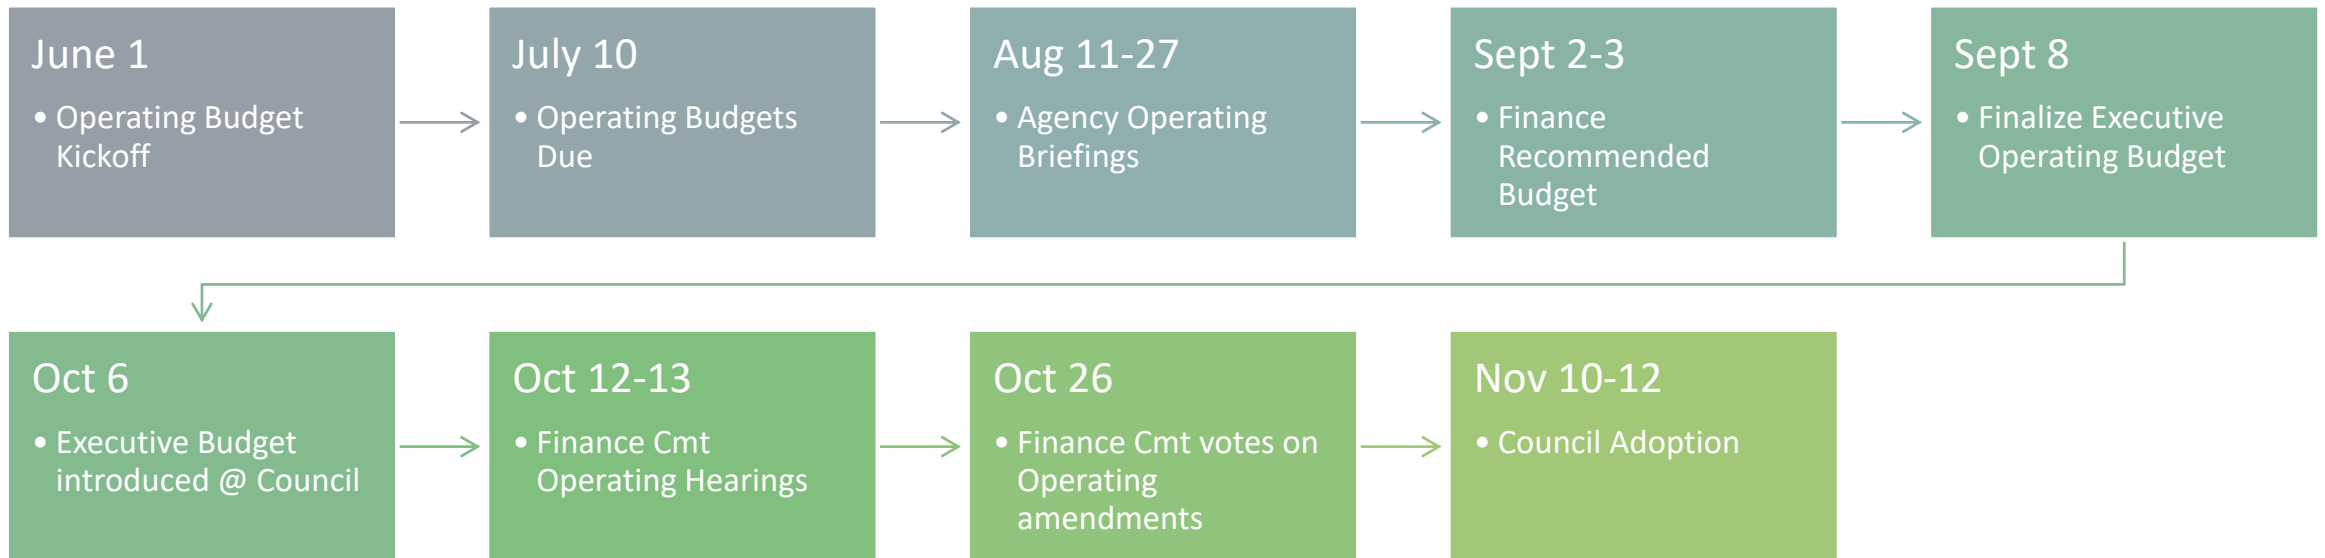 June 1
• Operating Budget
Kickoff
July 10
• Operating Budgets
Due
Aug 11-27
• Agency Operating
Briefings
Sept 2-3
• Finance
Recommended
Budget
Sept 8
• Finalize Executive
Operating Budget
Oct 6
• Executive Budget
introduced @ Council
Oct 12-13
• Finance Cmt
Operating Hearings
Oct 26
• Finance Cmt votes on
Operating
amendments
Nov 10-12
• Council Adoption